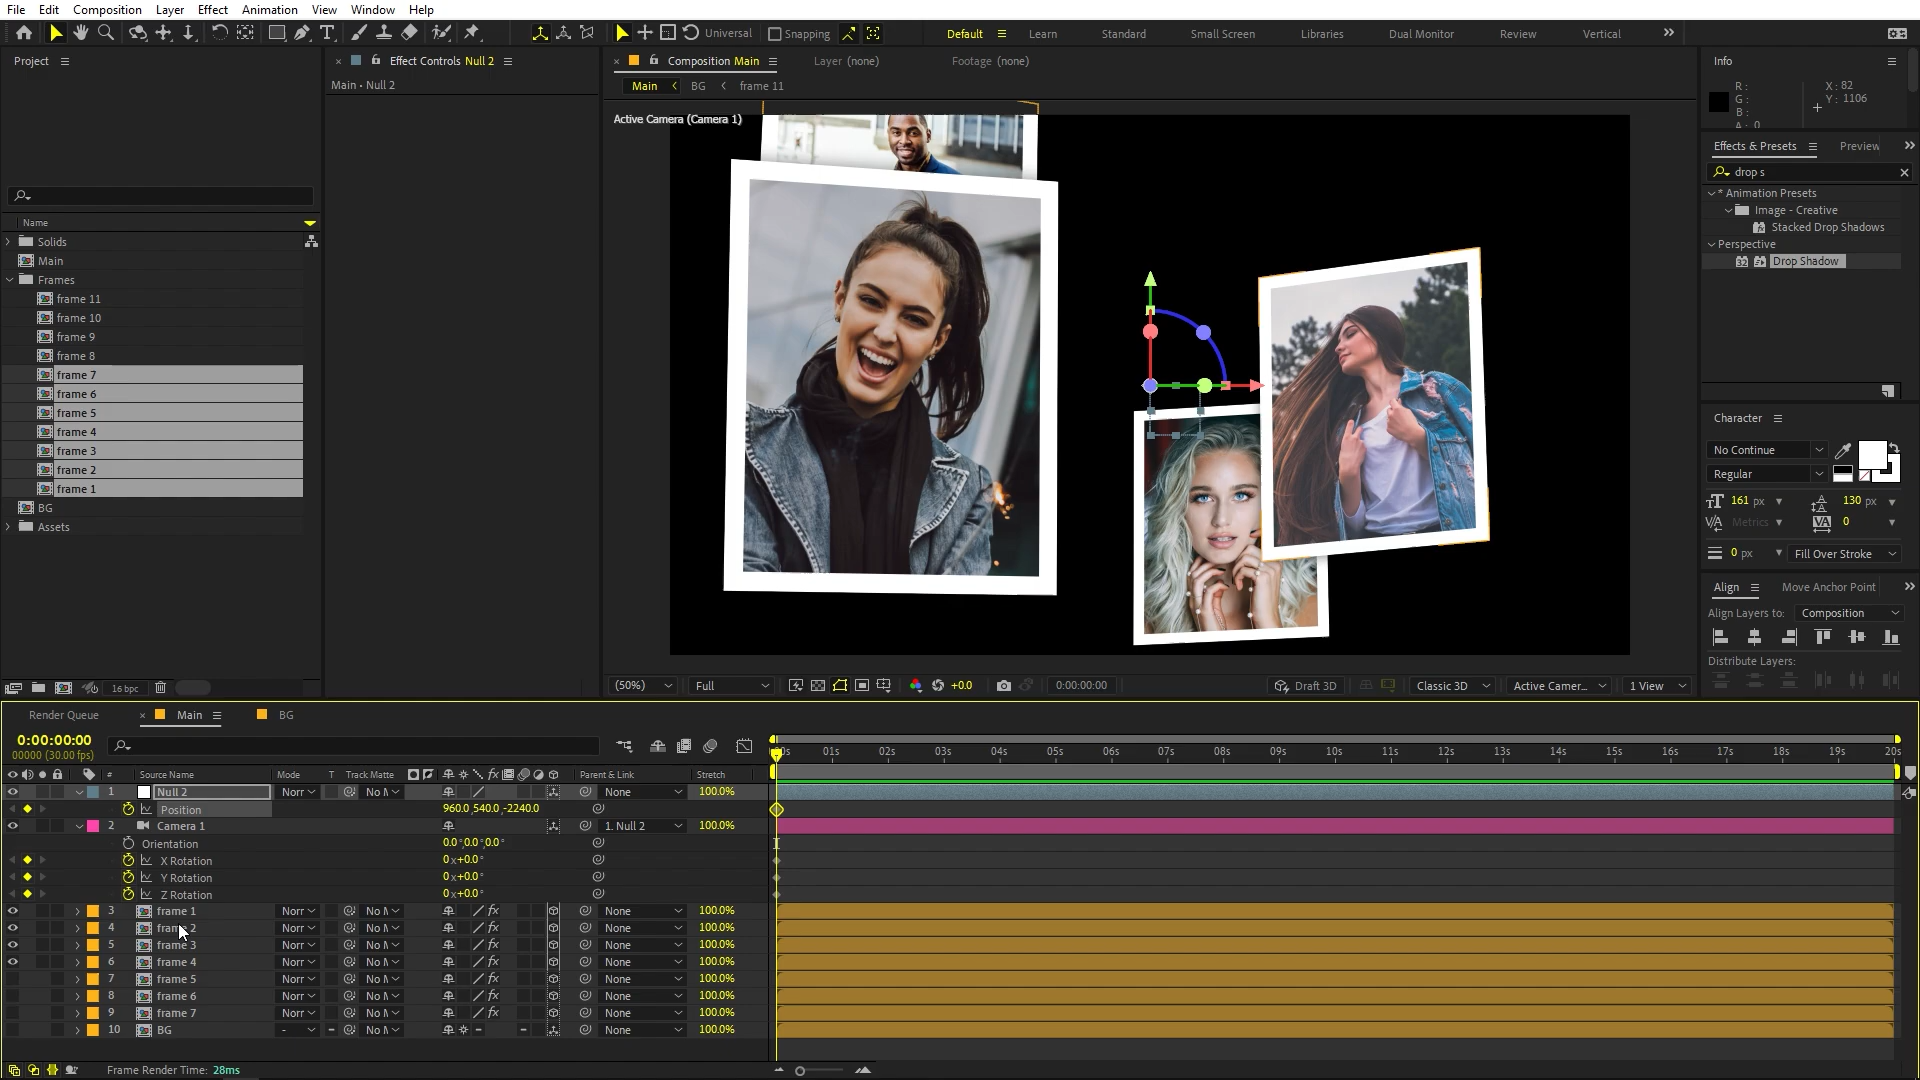 File Edit Composition Layer Effect Animation View Window Help
Universal Snapping Default Learn Standard Small Screen Libraries Dual Monitor Review Vertical
Project
Effect Controls Null 2
Main • Null 2
Composition Main Layer (none) Footage (none)
Main BG frame 11
Active Camera (Camera 1)
Info
R : X : 82
G : Y : 1106
B :
A : 0
Effects & Presets Preview
drop s
* Animation Presets
Image - Creative
Stacked Drop Shadows
Perspective
32 Drop Shadow
Name
Solids
Main
Frames
frame 11
frame 10
frame 9
frame 8
frame 7
frame 6
frame 5
frame 4
frame 3
frame 2
frame 1
BG
Assets
16 bpc
Character
No Continue
Regular
161 px 130 px
Metrics 0
0 px Fill Over Stroke
Align Move Anchor Point
Align Layers to: Composition
Distribute Layers:
(50%) Full +0.0 0:00:00:00 Draft 3D Classic 3D Active Camer... 1 View
Render Queue Main BG
0:00:00:00
00000 (30.00 fps)
01s 02s 03s 04s 05s 06s 07s 08s 09s 10s 11s 12s 13s 14s 15s 16s 17s 18s 19s 20s
# Source Name Mode T Track Matte fx Parent & Link Stretch
1 Null 2 Norr No M None 100.0%
Position 960.0,540.0,-2240.0
2 Camera 1 1. Null 2 100.0%
Orientation 0.0°,0.0°,0.0°
X Rotation 0x+0.0°
Y Rotation 0x+0.0°
Z Rotation 0x+0.0°
3 frame 1 Norr No M fx None 100.0%
4 frame 2 Norr No M fx None 100.0%
5 frame 3 Norr No M fx None 100.0%
6 frame 4 Norr No M fx None 100.0%
7 frame 5 Norr No M fx None 100.0%
8 frame 6 Norr No M fx None 100.0%
9 frame 7 Norr No M fx None 100.0%
10 BG - No M None 100.0%
Frame Render Time: 28ms